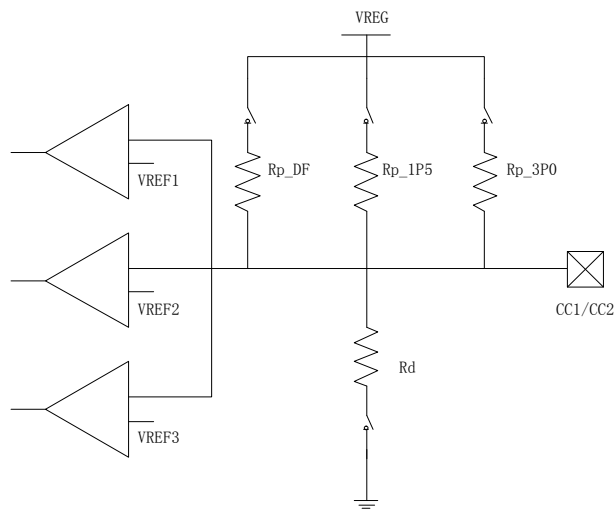 VREG
VREF1
Rp_DF
Rp_1P5
Rp_3P0
VREF2
CC1/CC2
Rd
VREF3